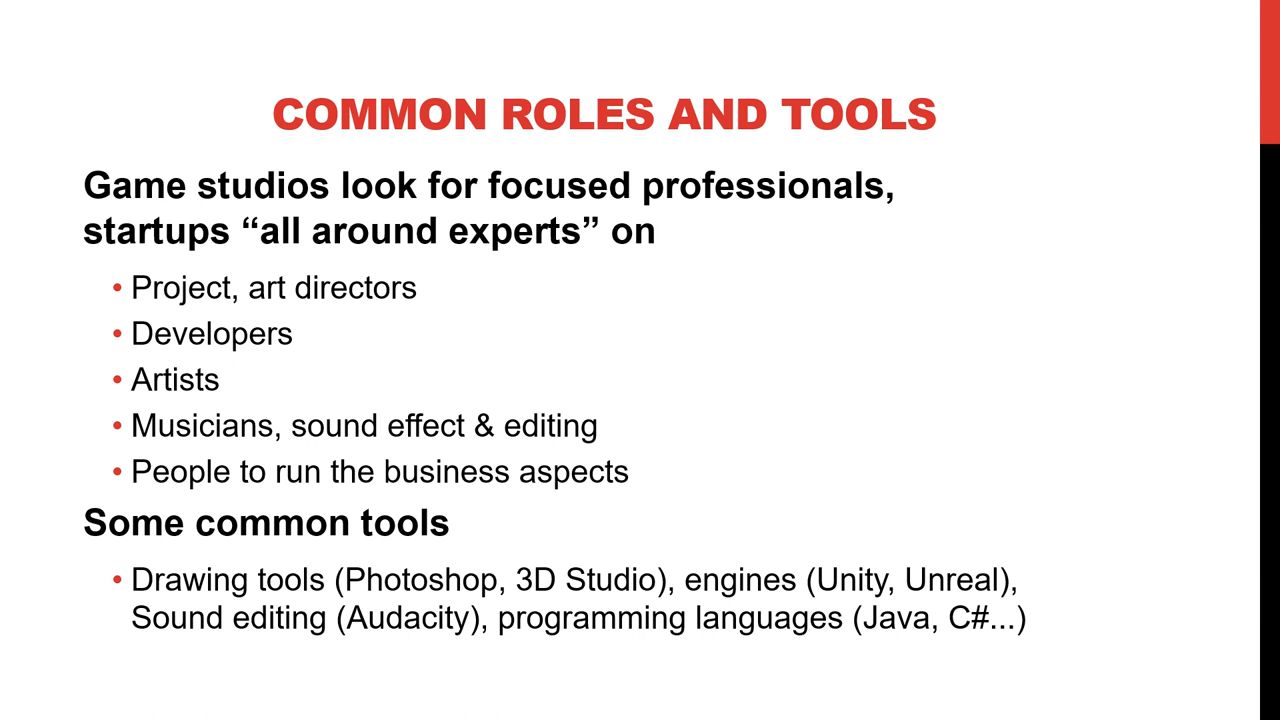 COMMON ROLES AND TOOLS
Game studios look for focused professionals,
startups “all around experts” on
• Project, art directors
• Developers
• Artists
• Musicians, sound effect & editing
• People to run the business aspects
Some common tools
• Drawing tools (Photoshop, 3D Studio), engines (Unity, Unreal),
Sound editing (Audacity), programming languages (Java, C#...)